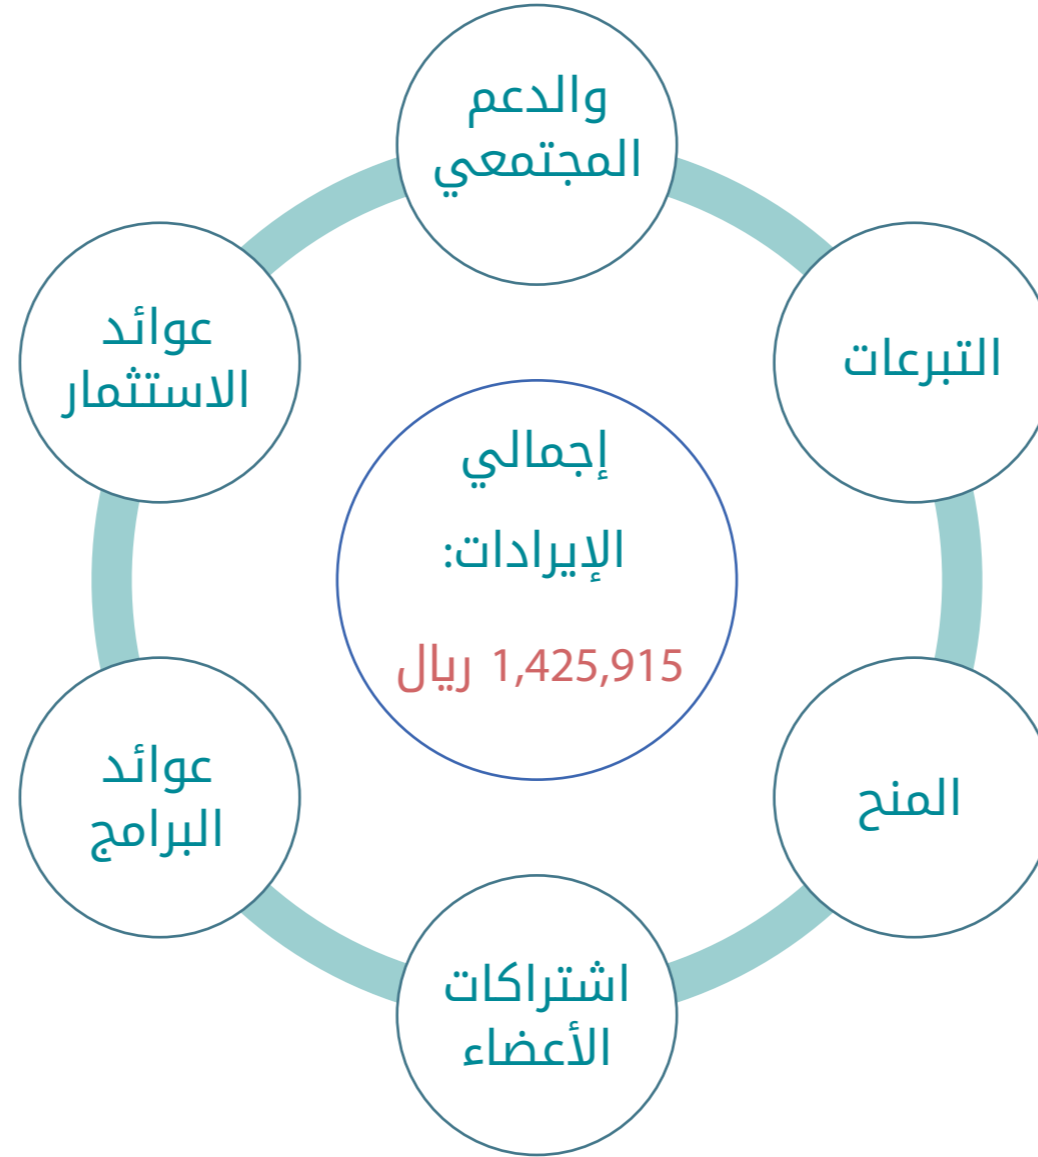 والدعم
المجتمعي
التبرعات
عوائد
الاستثمار
إجمالي
الإيرادات:
1,425,915 ريال
المنح
عوائد
البرامج
اشتراكات
الأعضاء